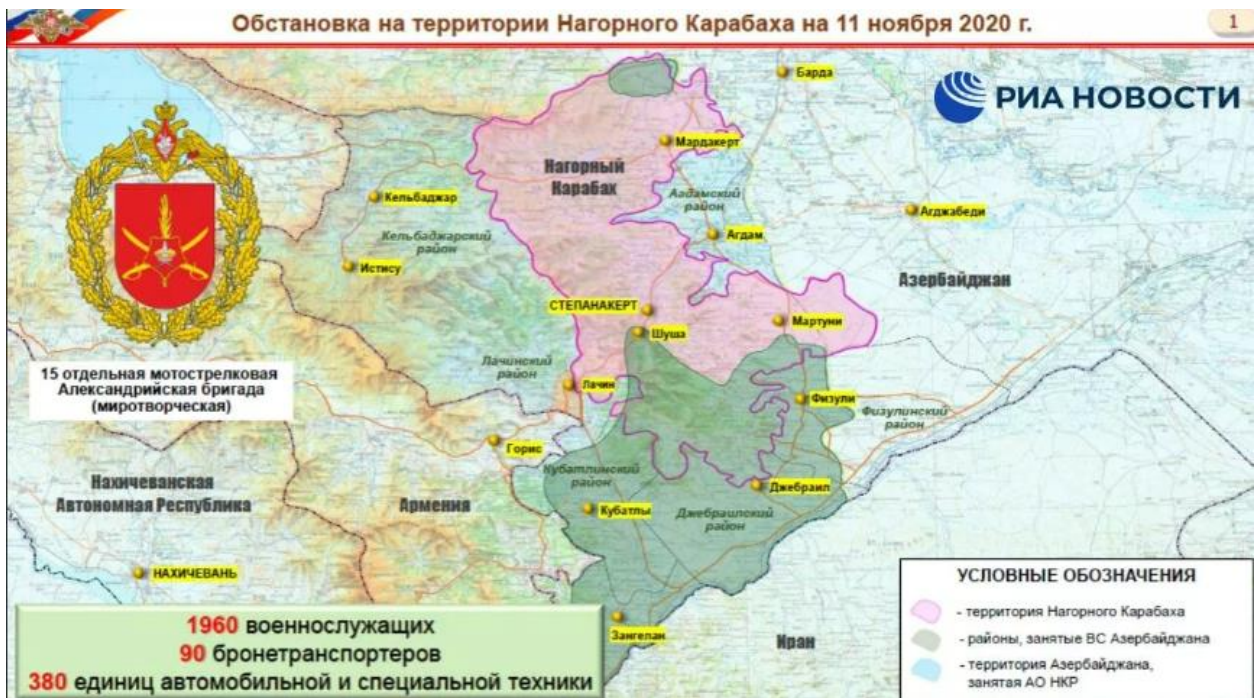 Обстановка на территории Нагорного Карабаха на 11 ноября 2020 г.
1
РИА НОВОСТИ
Барда
Мардакерт
Нагорный
Карабах
Агдамский
район
Кельбаджар
Агджабеди
Кельбаджарский
район
Агдам
Истису
Азербайджан
СТЕПАНАКЕРТ
Мартуни
Шуша
15 отдельная мотострелковая
Александрийская бригада
(миротворческая)
Лачинский
район
Лачин
Физули
Физулинский
район
Горис
Кубатлинский
район
Нахичеванская
Автономная Республика
Армения
Джебраил
Кубатлы
Джебраилский
район
НАХИЧЕВАНЬ
Зангелан
Иран
1960 военнослужащих
90 бронетранспортеров
380 единиц автомобильной и специальной техники
УСЛОВНЫЕ ОБОЗНАЧЕНИЯ
- территория Нагорного Карабаха
- районы, занятые ВС Азербайджана
- территория Азербайджана,
занятая АО НКР